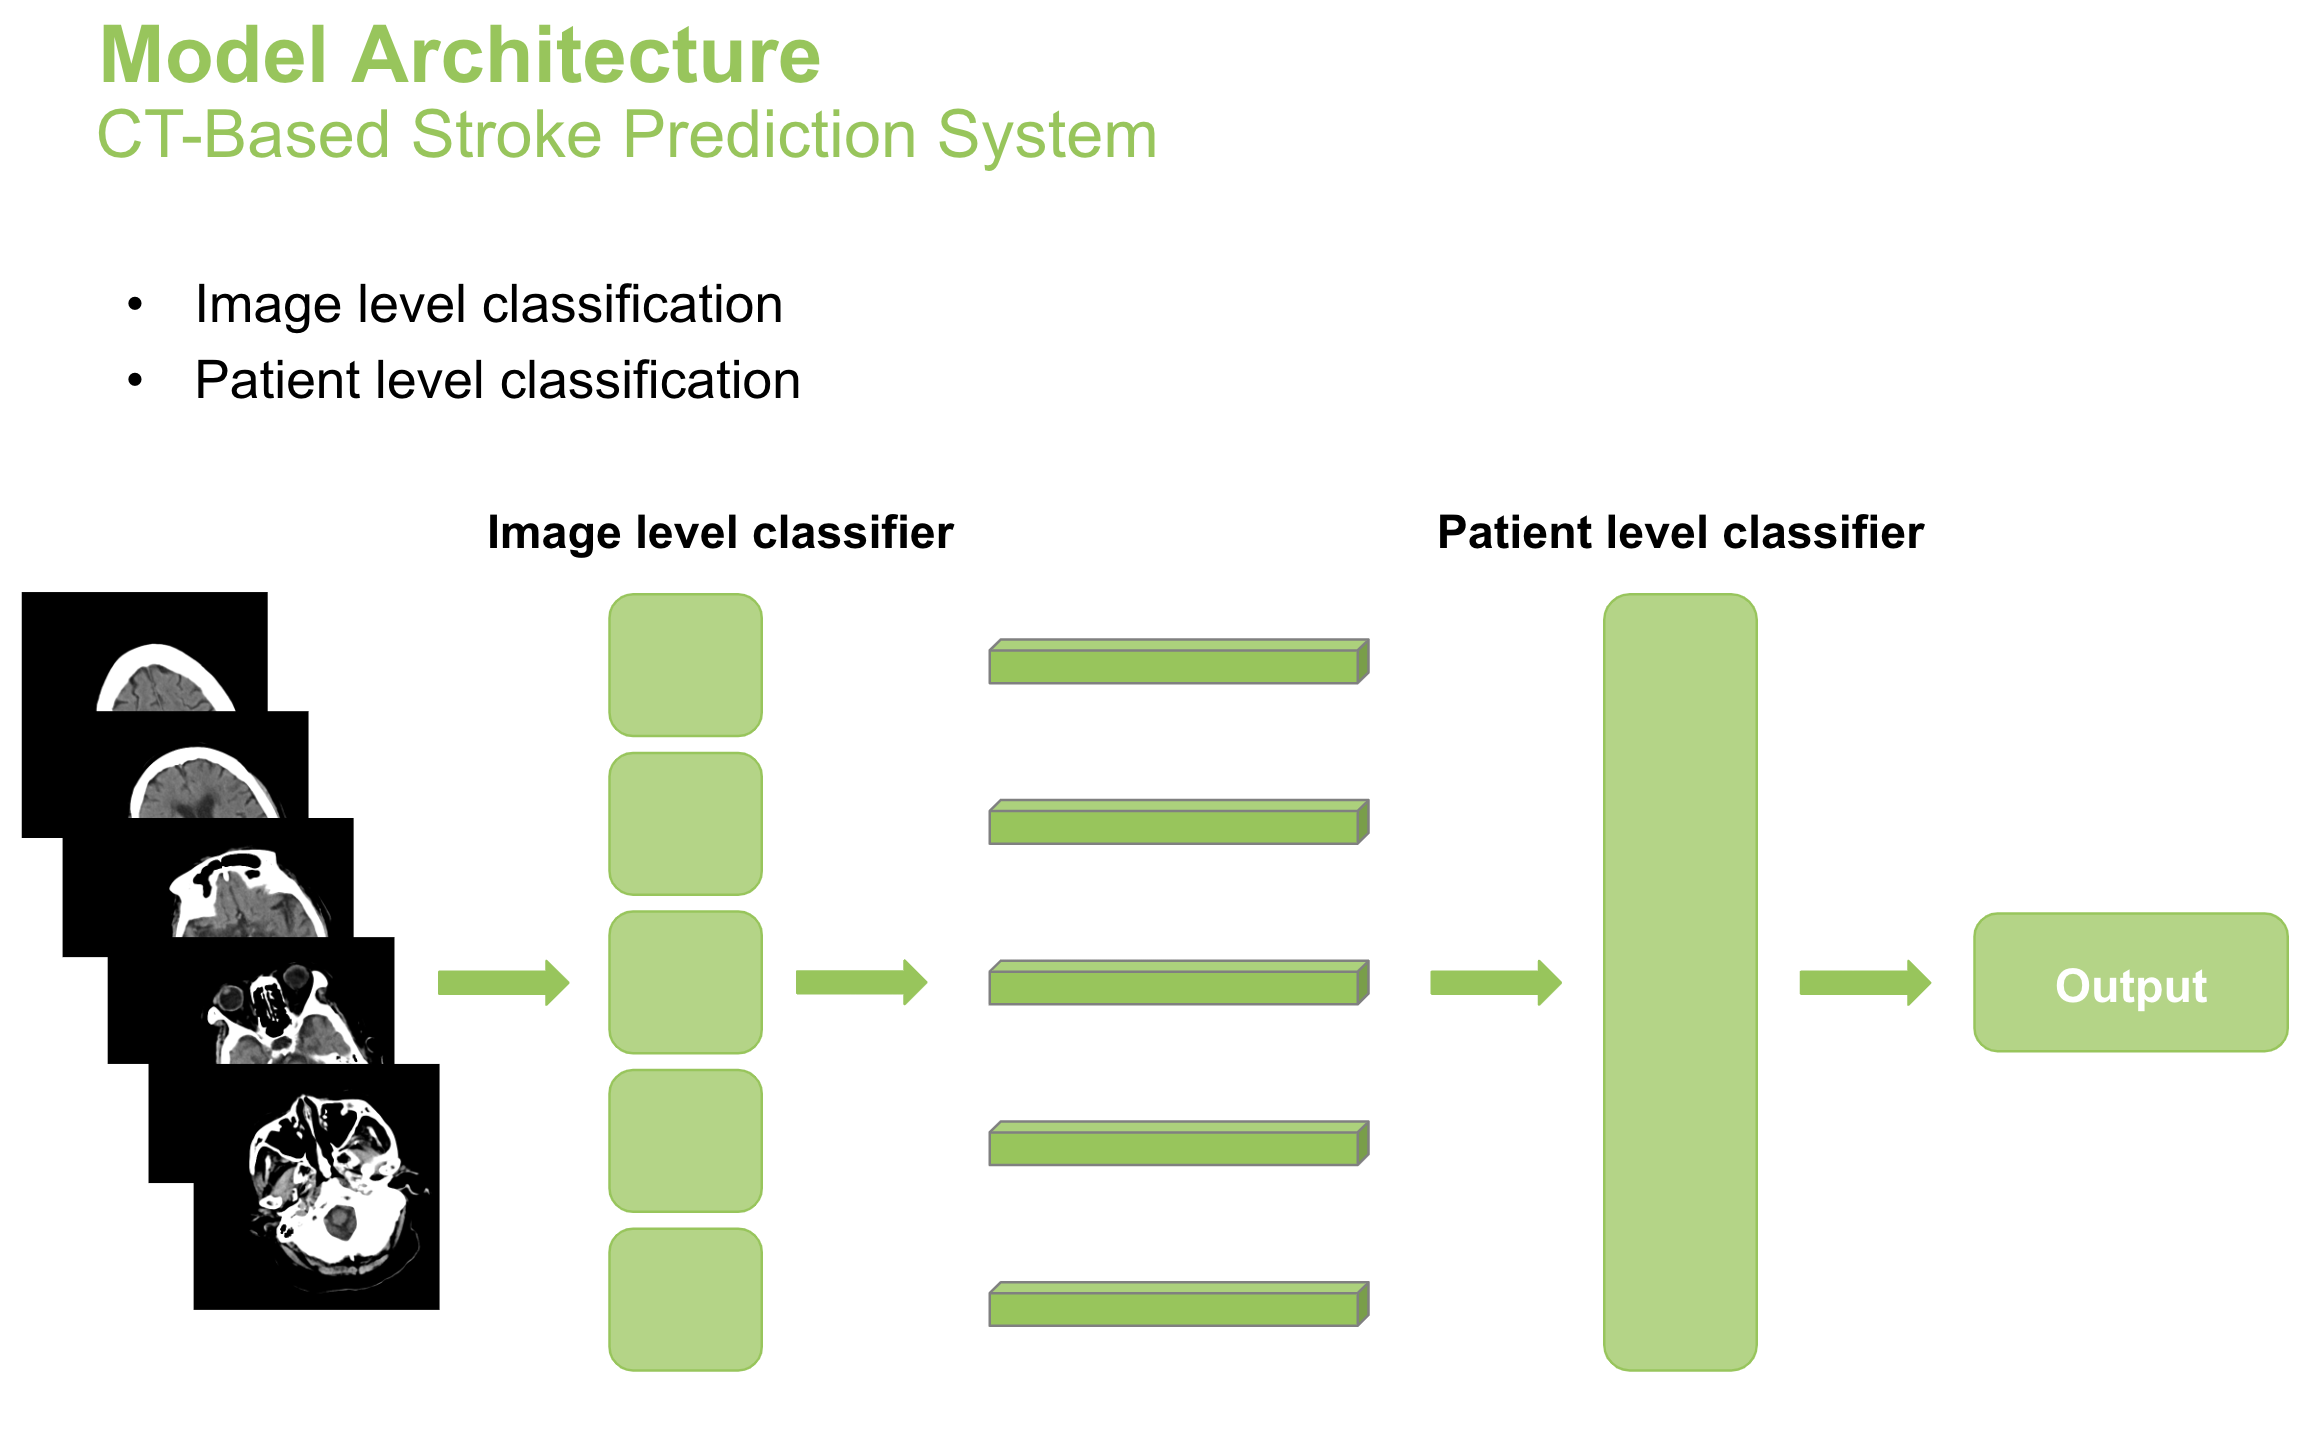 Model Architecture
CT-Based Stroke Prediction System
• Image level classification
• Patient level classification
Image level classifier
Patient level classifier
Output